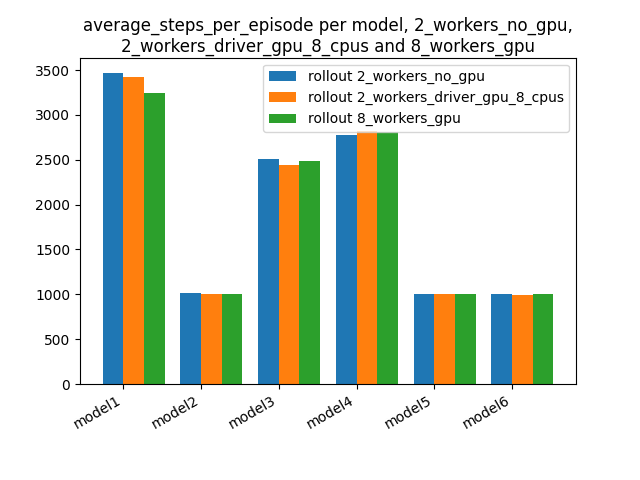 average_steps_per_episode per model, 2_workers_no_gpu,
2_workers_driver_gpu_8_cpus and 8_workers_gpu
rollout 2_workers_no_gpu
rollout 2_workers_driver_gpu_8_cpus
rollout 8_workers_gpu
3500
3000
2500
2000
1500
1000
500
0
model1
model2
model3
model4
model5
model6